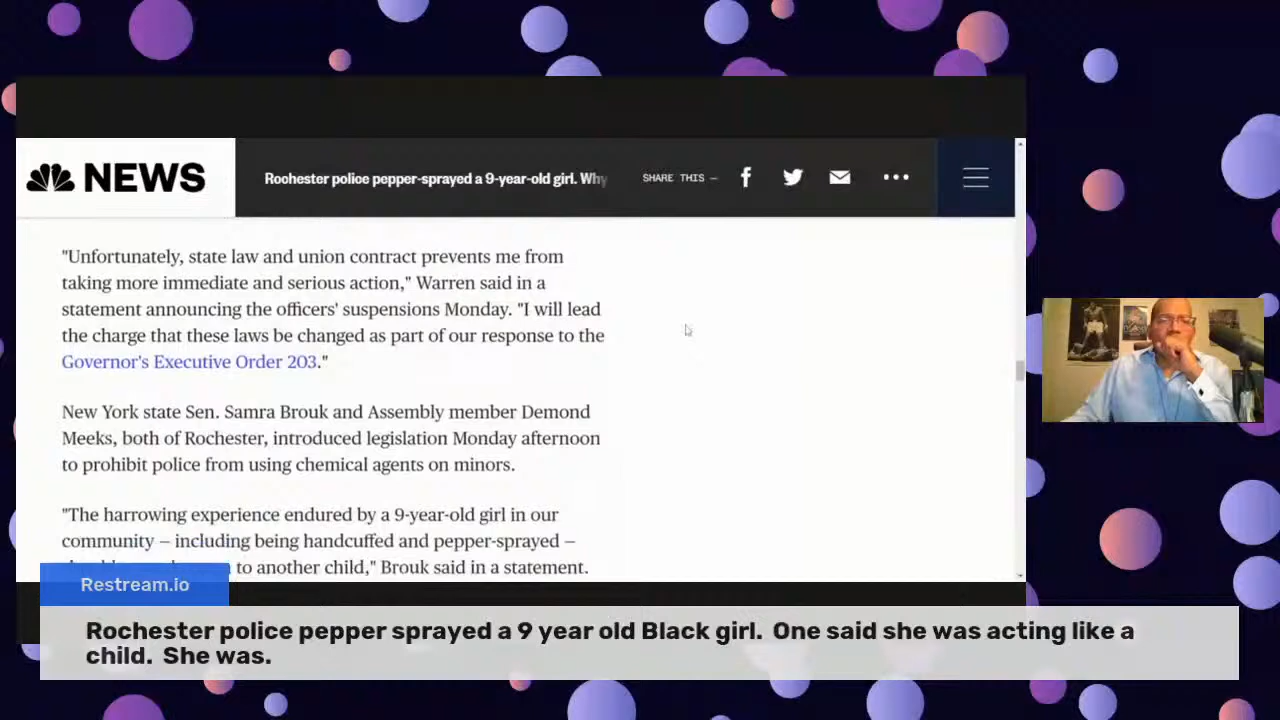 NEWS
Rochester police pepper-sprayed a 9-year-old girl. Why
SHARE THIS —
"Unfortunately, state law and union contract prevents me from
taking more immediate and serious action," Warren said in a
statement announcing the officers' suspensions Monday. "I will lead
the charge that these laws be changed as part of our response to the
Governor's Executive Order 203."
New York state Sen. Samra Brouk and Assembly member Demond
Meeks, both of Rochester, introduced legislation Monday afternoon
to prohibit police from using chemical agents on minors.
"The harrowing experience endured by a 9-year-old girl in our
community — including being handcuffed and pepper-sprayed —
to another child," Brouk said in a statement.
Restream.io
Rochester police pepper sprayed a 9 year old Black girl. One said she was acting like a
child. She was.